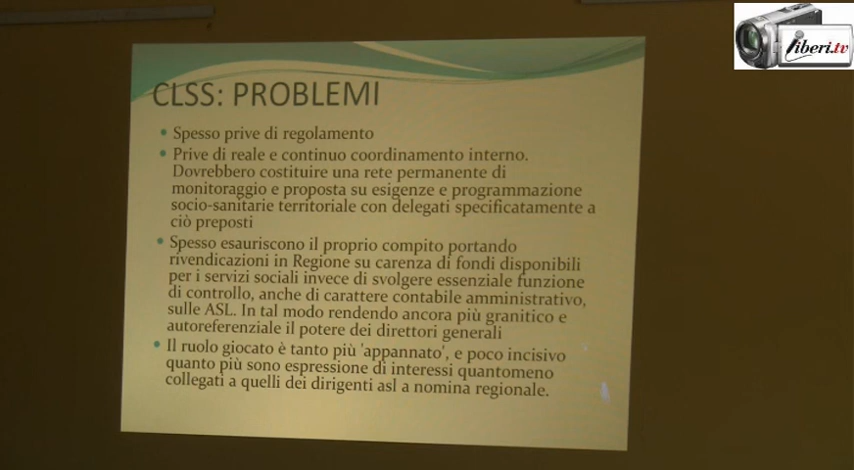 liberi.tv
CLSS: PROBLEMI
• Spesso prive di regolamento
• Prive di reale e continuo coordinamento interno.
Dovrebbero costituire una rete permanente di
monitoraggio e proposta su esigenze e programmazione
socio-sanitarie territoriale con delegati specificatamente a
ciò preposti
• Spesso esauriscono il proprio compito portando
rivendicazioni in Regione su carenza di fondi disponibili
per i servizi sociali invece di svolgere essenziale funzione
di controllo, anche di carattere contabile amministrativo,
sulle ASL. In tal modo rendendo ancora più granitico e
autoreferenziale il potere dei direttori generali
• Il ruolo giocato è tanto più 'appannato', e poco incisivo
quanto più sono espressione di interessi quantomeno
collegati a quelli dei dirigenti asl a nomina regionale.